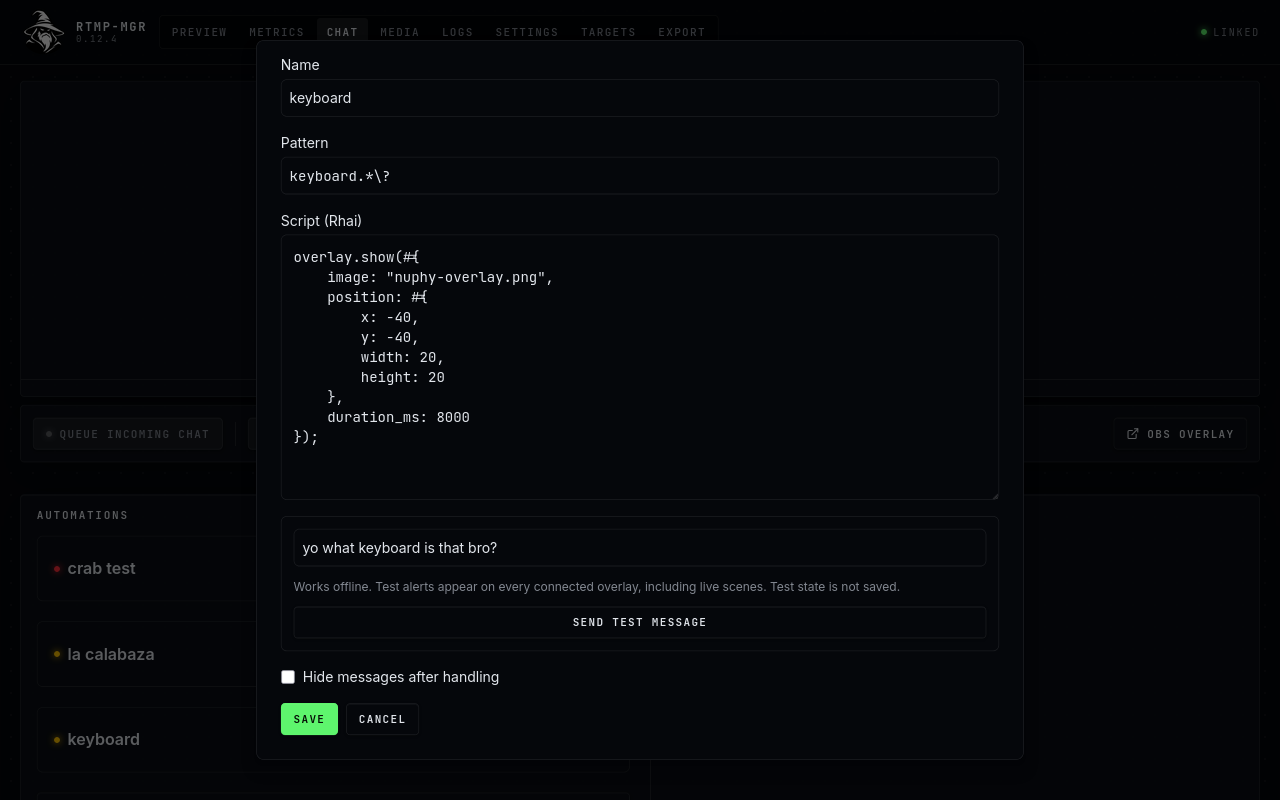 RTMP-MGR
0.12.4
PREVIEW METRICS CHAT MEDIA LOGS SETTINGS TARGETS EXPORT
LINKED
Name
keyboard
Pattern
keyboard.*\?
Script (Rhai)
overlay.show(#{
    image: "nuphy-overlay.png",
    position: #{
        x: -40,
        y: -40,
        width: 20,
        height: 20
    },
    duration_ms: 8000
});
QUEUE INCOMING CHAT
OBS OVERLAY
AUTOMATIONS
crab test
la calabaza
keyboard
yo what keyboard is that bro?
Works offline. Test alerts appear on every connected overlay, including live scenes. Test state is not saved.
SEND TEST MESSAGE
Hide messages after handling
SAVE CANCEL